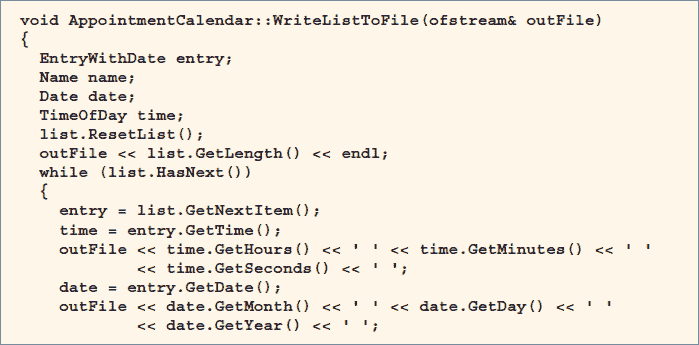 void AppointmentCalendar::WriteListToFile(ofstream& outFile)
{
  EntryWithDate entry;
  Name name;
  Date date;
  TimeOfDay time;
  list.ResetList();
  outFile << list.GetLength() << endl;
  while (list.HasNext())
  {
    entry = list.GetNextItem();
    time = entry.GetTime();
    outFile << time.GetHours() << ' ' << time.GetMinutes() << ' '
            << time.GetSeconds() << ' ';
    date = entry.GetDate();
    outFile << date.GetMonth() << ' ' << date.GetDay() << ' '
            << date.GetYear() << ' ';